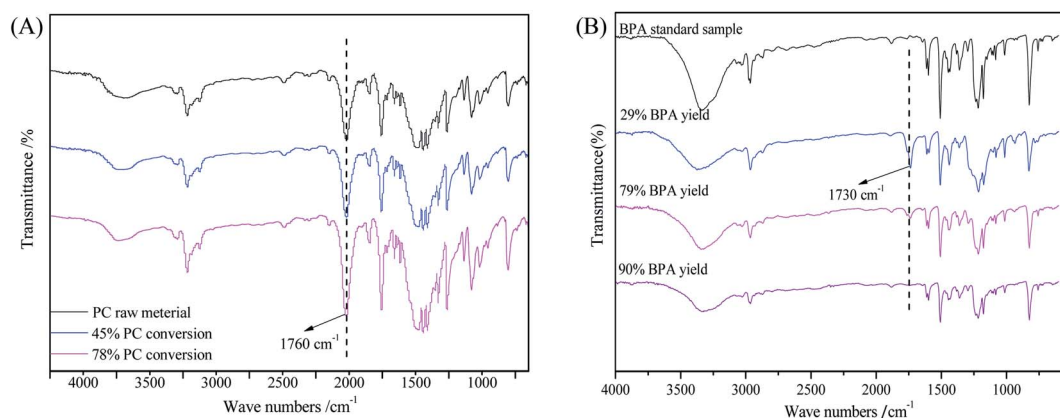 (A)
Transmittance /%
PC raw meterial
45% PC conversion
78% PC conversion
1760 cm⁻¹
4000 3500 3000 2500 2000 1500 1000
Wave numbers /cm⁻¹
(B)
BPA standard sample
29% BPA yield
1730 cm⁻¹
79% BPA yield
90% BPA yield
Transmittance(%)
4000 3500 3000 2500 2000 1500 1000
Wave numbers /cm⁻¹